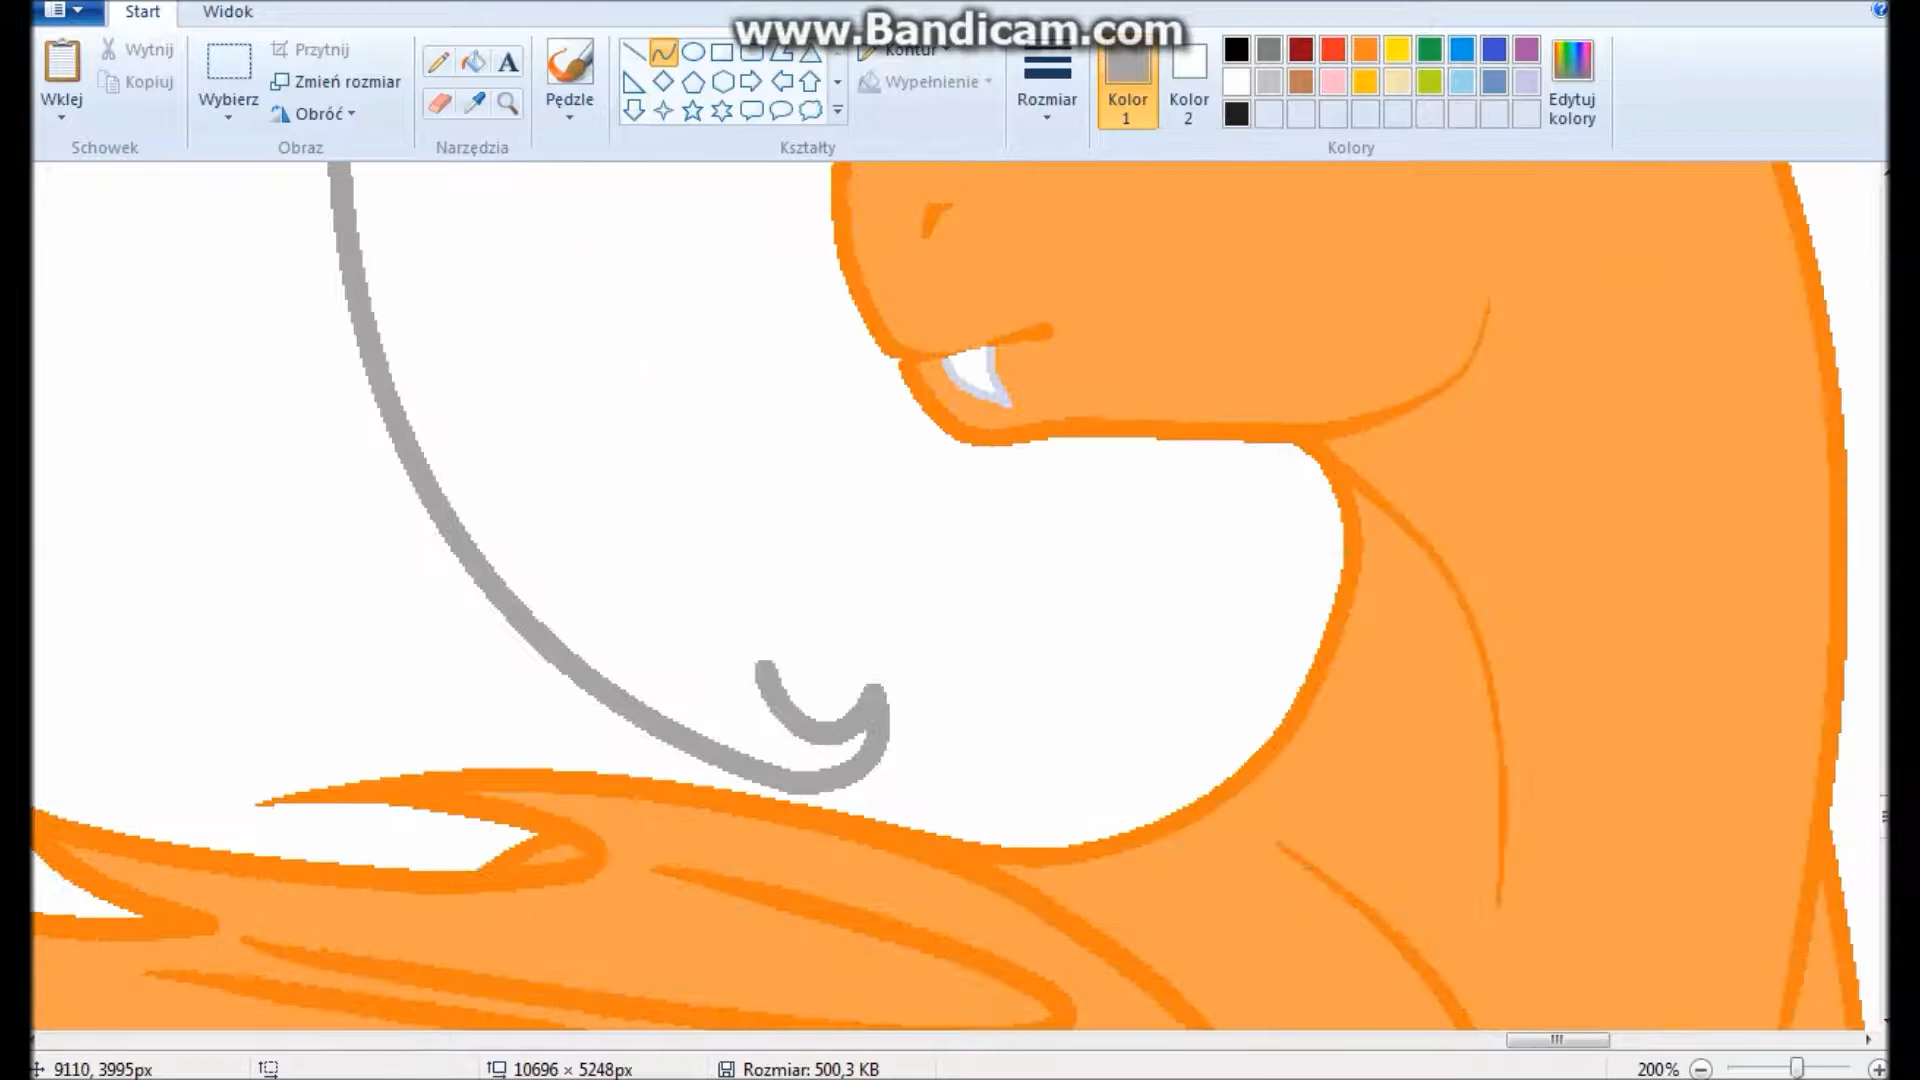 Start Widok
www.Bandicam.com
Wytnij
Kopiuj
Wklej
Schowek
Przytnij
Zmień rozmiar
Obróć
Wybierz
Obraz
A
Narzędzia
Pędzle
Kontur
Wypełnienie
Kształty
Rozmiar
Kolor
1
Kolor
2
Edytuj
kolory
Kolory
9110, 3995px
10696 × 5248px
Rozmiar: 500,3 KB
200%